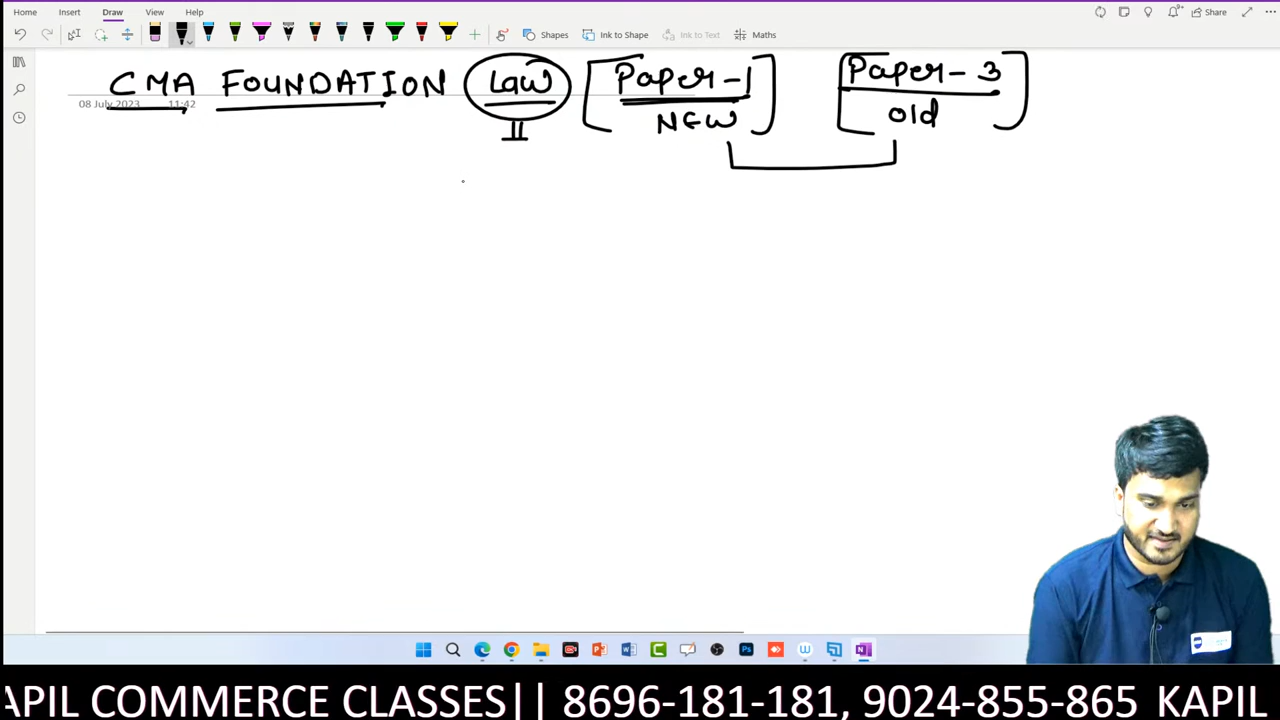 Home Insert Draw View Help
Share
Shapes Ink to Shape Ink to Text Maths
CMA FOUNDATION Law [Paper-1] [Paper-3]
NEW old
II
08 July 2023 11:42
APIL COMMERCE CLASSES|| 8696-181-181, 9024-855-865 KAPIL